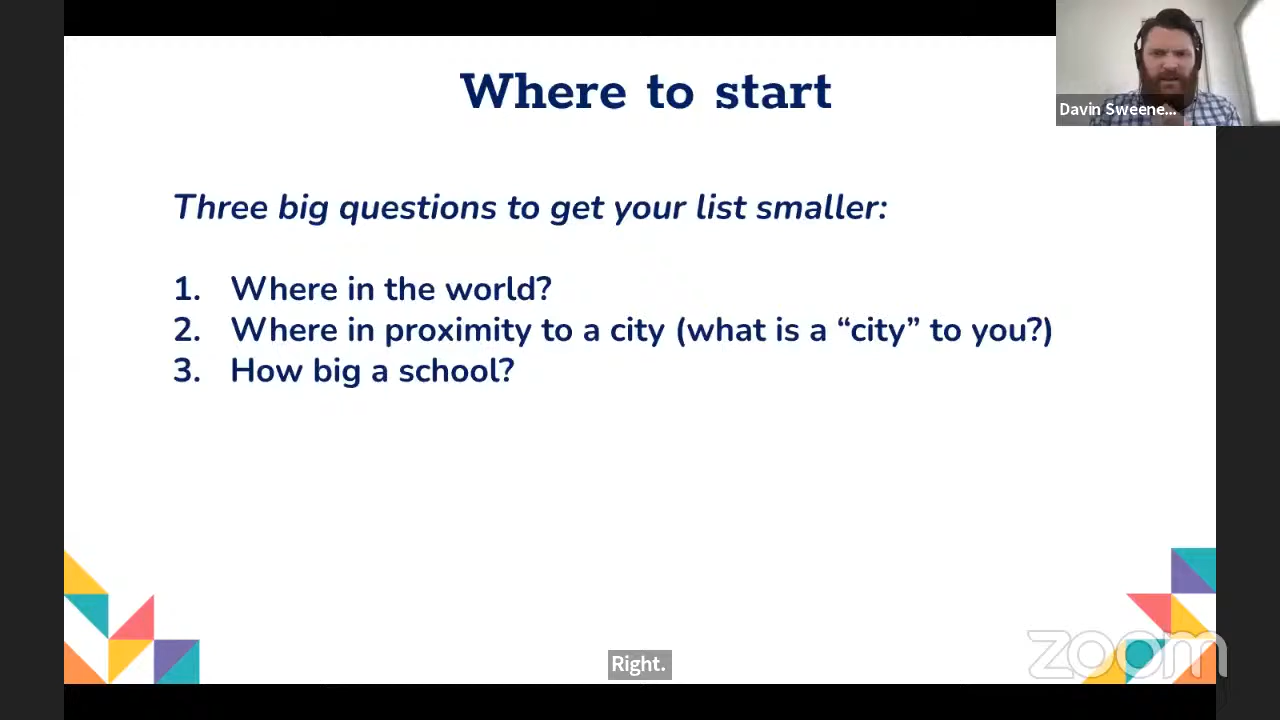 Where to start
Davin Sweene...
Three big questions to get your list smaller:
1. Where in the world?
2. Where in proximity to a city (what is a “city” to you?)
3. How big a school?
Right.
zoom